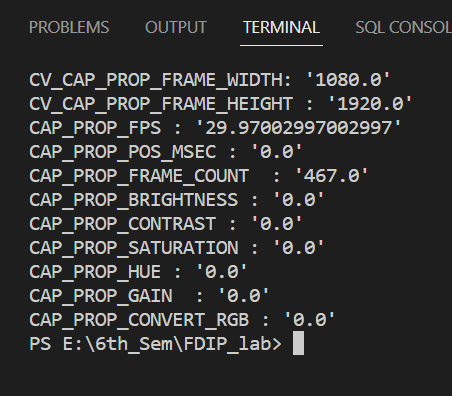 PROBLEMS OUTPUT TERMINAL SQL CONSOL
CV_CAP_PROP_FRAME_WIDTH: '1080.0'
CV_CAP_PROP_FRAME_HEIGHT : '1920.0'
CAP_PROP_FPS : '29.97002997002997'
CAP_PROP_POS_MSEC : '0.0'
CAP_PROP_FRAME_COUNT  : '467.0'
CAP_PROP_BRIGHTNESS : '0.0'
CAP_PROP_CONTRAST : '0.0'
CAP_PROP_SATURATION : '0.0'
CAP_PROP_HUE : '0.0'
CAP_PROP_GAIN  : '0.0'
CAP_PROP_CONVERT_RGB : '0.0'
PS E:\6th_Sem\FDIP_lab>